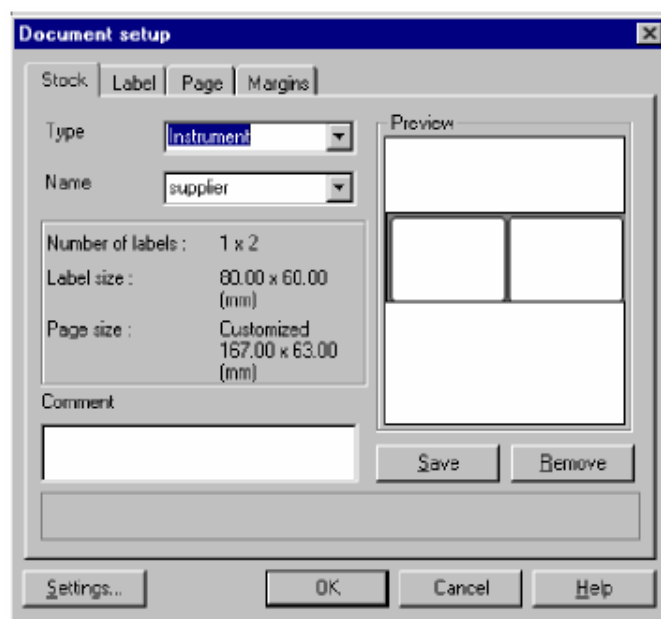 Document setup
Stock Label Page Margins
Type Instrument
Name supplier
Preview
Number of labels : 1 x 2
Label size : 80.00 x 60.00
(mm)
Page size : Customized
167.00 x 63.00
(mm)
Comment
Save Remove
Settings... OK Cancel Help